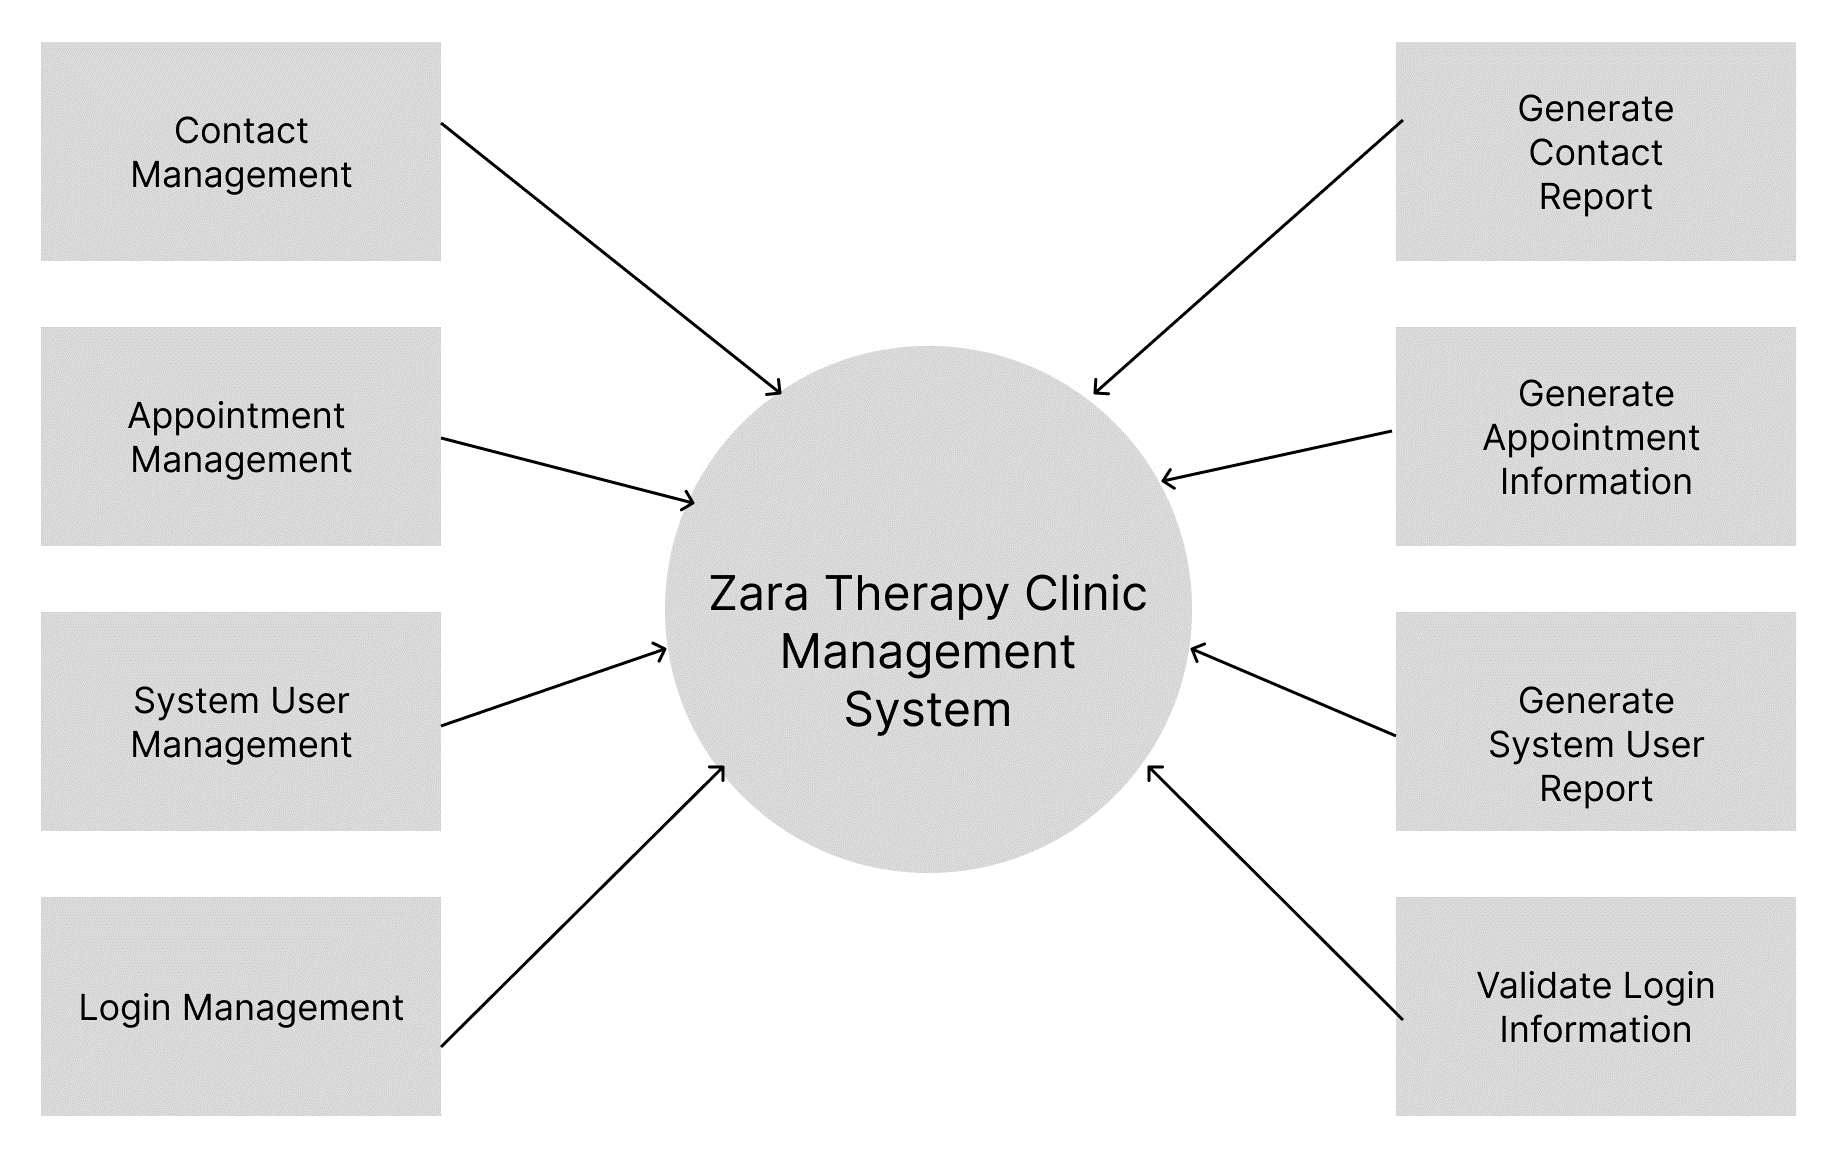 Contact
Management
Appointment
Management
System User
Management
Login Management
Zara Therapy Clinic
Management
System
Generate
Contact
Report
Generate
Appointment
Information
Generate
System User
Report
Validate Login
Information